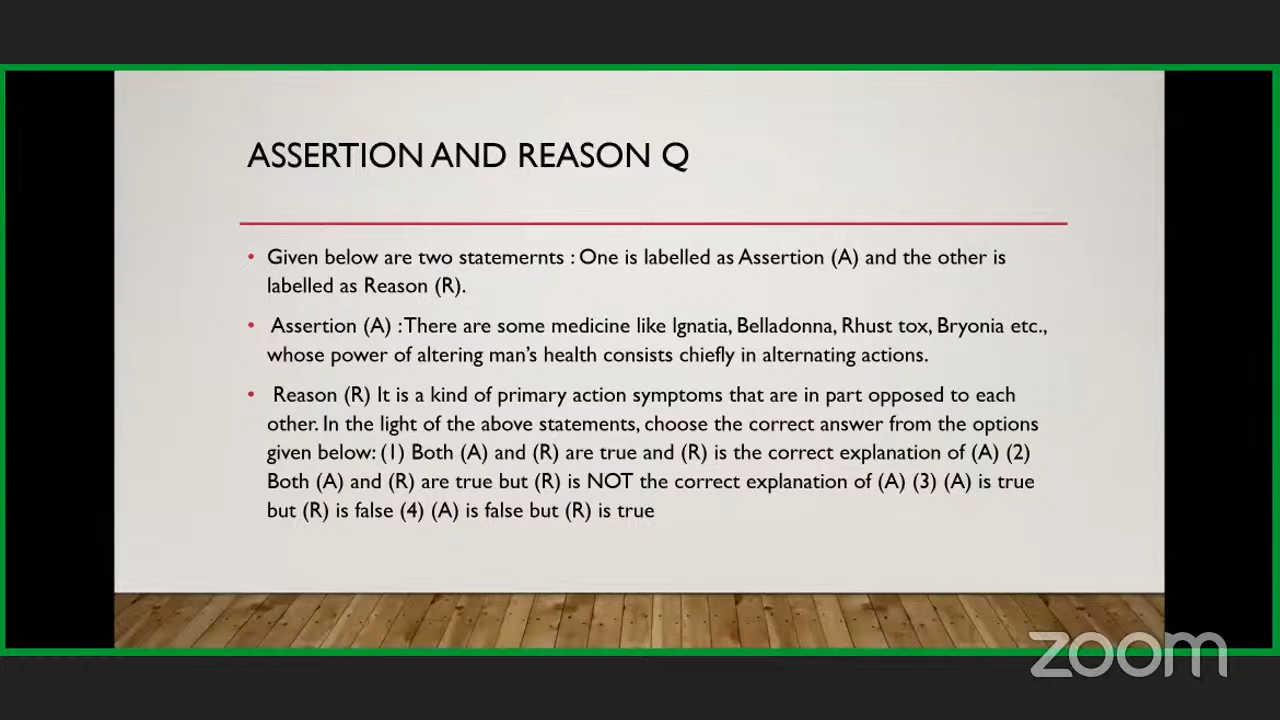 ASSERTION AND REASON Q
• Given below are two statemernts : One is labelled as Assertion (A) and the other is
labelled as Reason (R).
• Assertion (A) : There are some medicine like Ignatia, Belladonna, Rhust tox, Bryonia etc.,
whose power of altering man's health consists chiefly in alternating actions.
• Reason (R) It is a kind of primary action symptoms that are in part opposed to each
other. In the light of the above statements, choose the correct answer from the options
given below: (1) Both (A) and (R) are true and (R) is the correct explanation of (A) (2)
Both (A) and (R) are true but (R) is NOT the correct explanation of (A) (3) (A) is true
but (R) is false (4) (A) is false but (R) is true
zoom